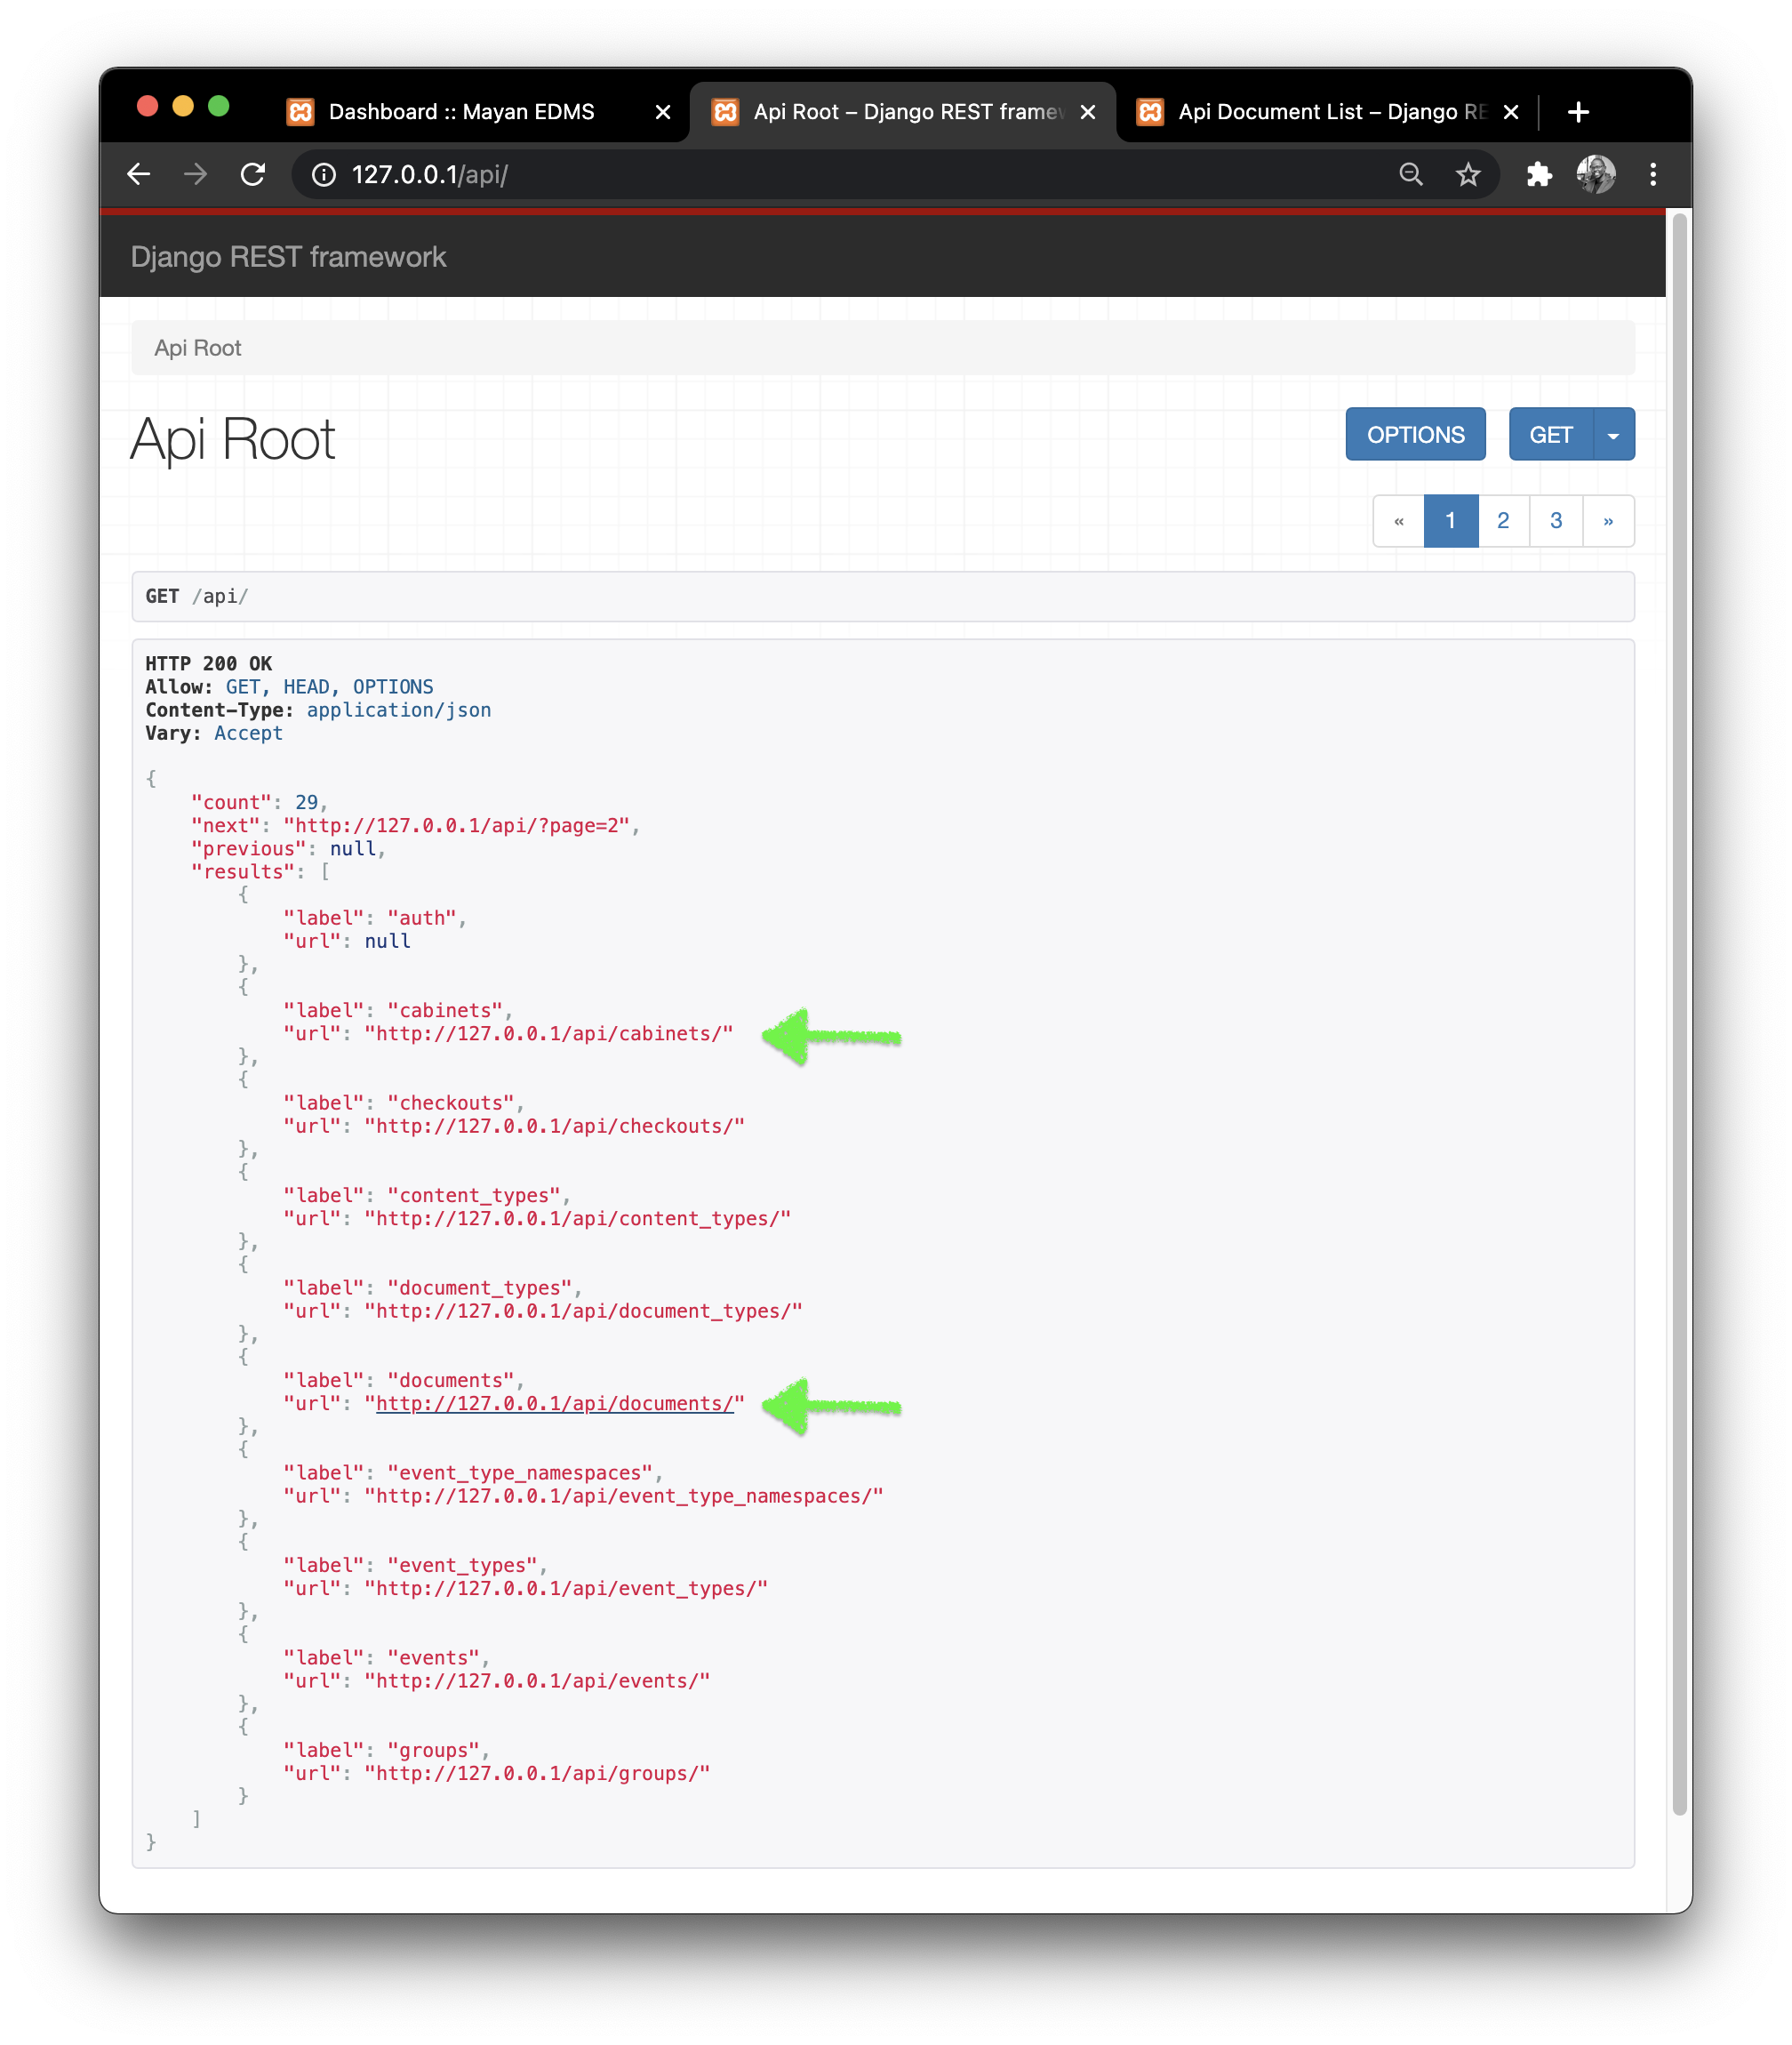 Dashboard :: Mayan EDMS
Api Root – Django REST framew
Api Document List – Django RE
127.0.0.1/api/
Django REST framework
Api Root
Api Root
OPTIONS
GET
« 1 2 3 »
GET /api/
HTTP 200 OK
Allow: GET, HEAD, OPTIONS
Content-Type: application/json
Vary: Accept
{
    "count": 29,
    "next": "http://127.0.0.1/api/?page=2",
    "previous": null,
    "results": [
        {
            "label": "auth",
            "url": null
        },
        {
            "label": "cabinets",
            "url": "http://127.0.0.1/api/cabinets/"
        },
        {
            "label": "checkouts",
            "url": "http://127.0.0.1/api/checkouts/"
        },
        {
            "label": "content_types",
            "url": "http://127.0.0.1/api/content_types/"
        },
        {
            "label": "document_types",
            "url": "http://127.0.0.1/api/document_types/"
        },
        {
            "label": "documents",
            "url": "http://127.0.0.1/api/documents/"
        },
        {
            "label": "event_type_namespaces",
            "url": "http://127.0.0.1/api/event_type_namespaces/"
        },
        {
            "label": "event_types",
            "url": "http://127.0.0.1/api/event_types/"
        },
        {
            "label": "events",
            "url": "http://127.0.0.1/api/events/"
        },
        {
            "label": "groups",
            "url": "http://127.0.0.1/api/groups/"
        }
    ]
}